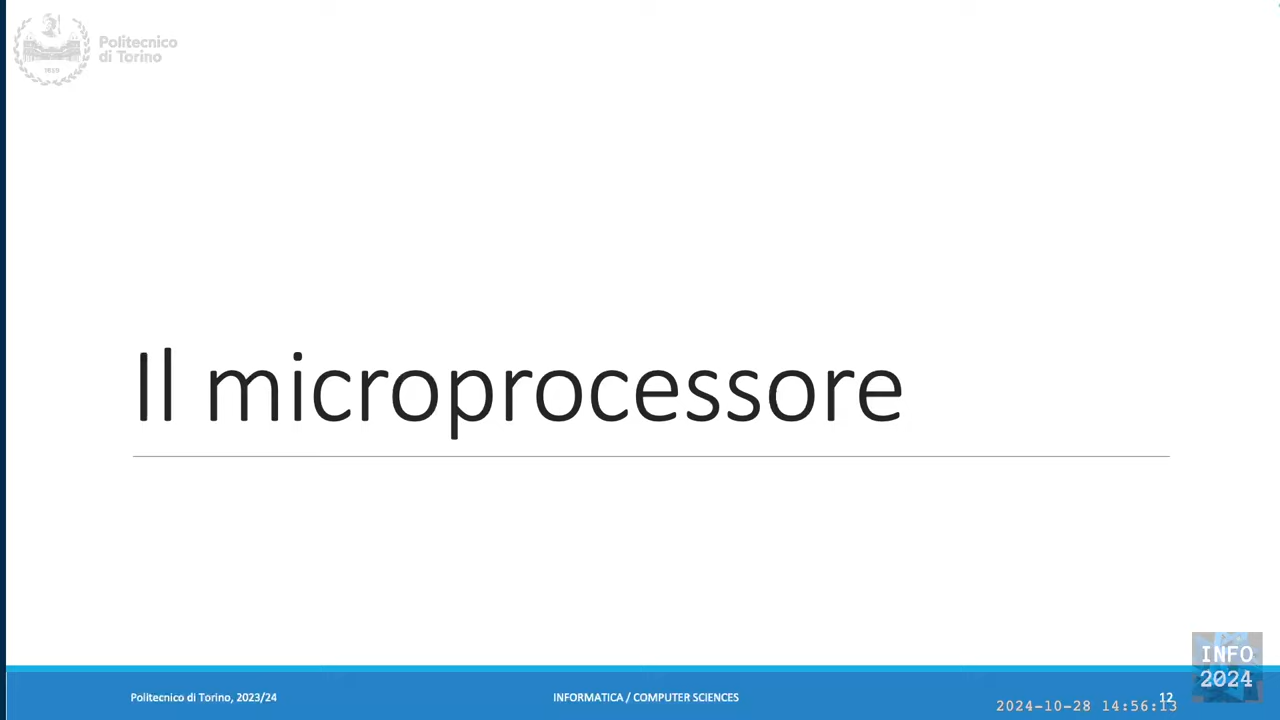 Politecnico
di Torino
1859
Il microprocessore
INFO
2024
Politecnico di Torino, 2023/24
INFORMATICA / COMPUTER SCIENCES
12
2024-10-28 14:56:13